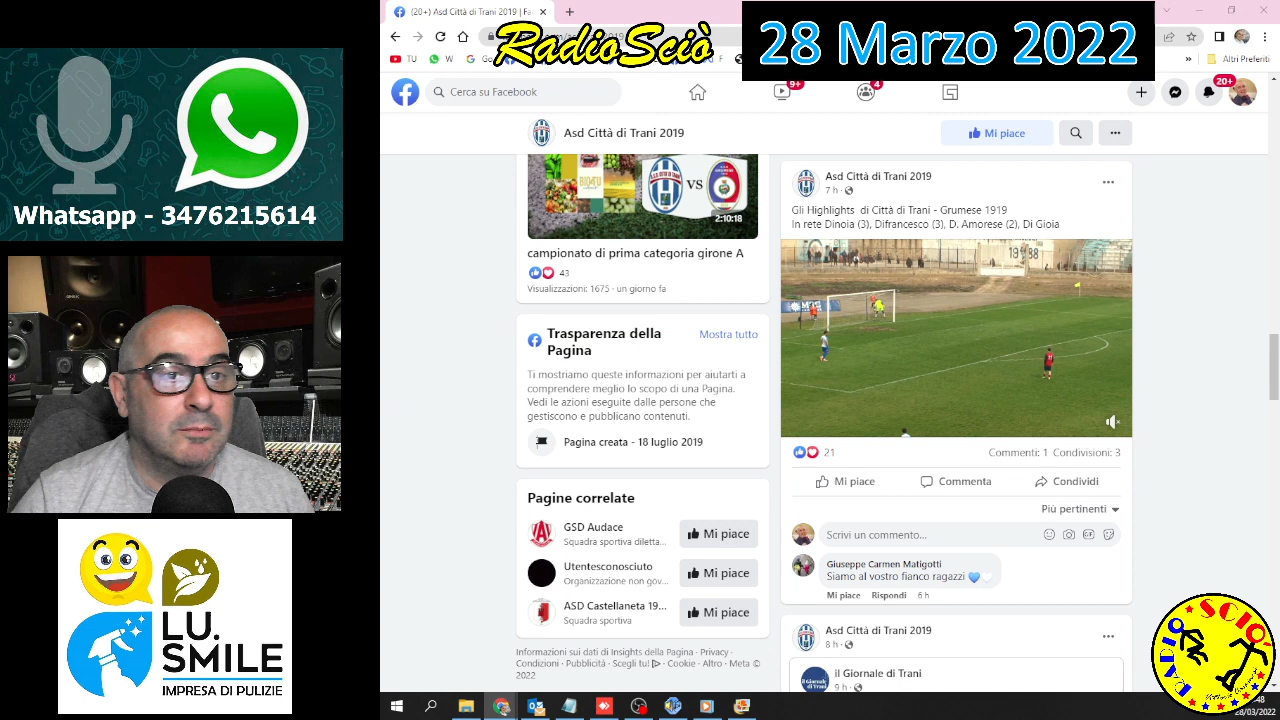 Whatsapp - 3476215614
LU.
SMILE
IMPRESA DI PULIZIE
RadioSciò
28 Marzo 2022
(20+) Asd Città di Trani 2019 | Fa
TU
W
G
Altri Preferiti
Cerca su Facebook
9+
4
20+
Asd Città di Trani 2019
Mi piace
VS
2:10:18
campionato di prima categoria girone A
43
Visualizzazioni: 1675 · un giorno fa
Trasparenza della
Pagina
Mostra tutto
Ti mostriamo queste informazioni per aiutarti a
comprendere meglio lo scopo di una Pagina.
Vedi le azioni eseguite dalle persone che
gestiscono e pubblicano contenuti.
Pagina creata - 18 luglio 2019
Pagine correlate
GSD Audace
Squadra sportiva diletta...
Mi piace
Utentesconosciuto
Organizzazione non gov...
Mi piace
ASD Castellaneta 19...
Squadra sportiva
Mi piace
Informazioni sui dati di Insights della Pagina · Privacy ·
Condizioni · Pubblicità · Scegli tu! · Cookie · Altro · Meta ©
2022
Asd Città di Trani 2019
7 h ·
Gli Highlights di Città di Trani - Grumese 1919
In rete Dinoia (3), Difrancesco (3), D. Amorese (2), Di Gioia
21
Commenti: 1 Condivisioni: 3
Mi piace
Commenta
Condividi
Più pertinenti
Scrivi un commento...
Giuseppe Carmen Matigotti
Siamo al vostro fianco ragazzi
Mi piace Rispondi 6 h
Asd Città di Trani 2019
8 h ·
il Giornale di Trani
9 h ·
RADIO SCIÒ
28/03/2022